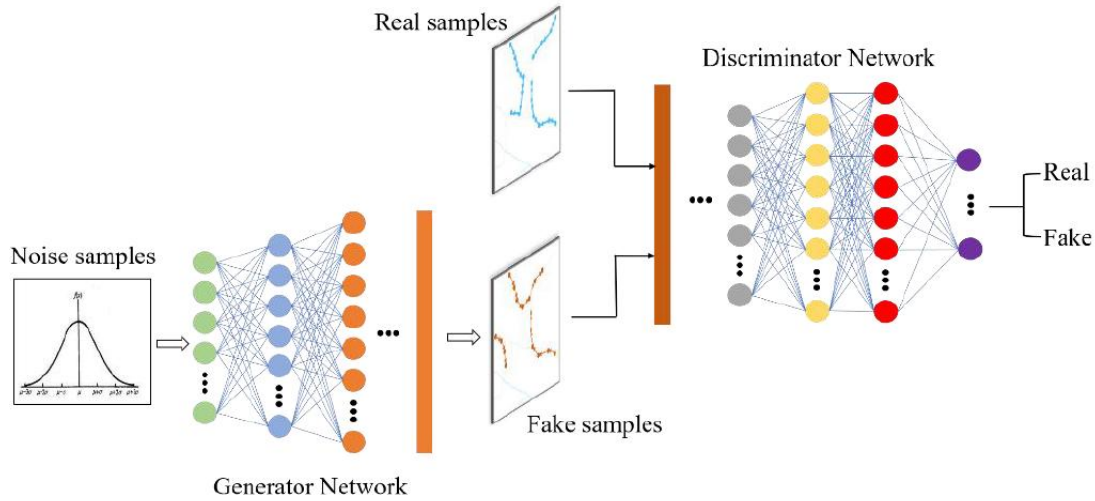 Real samples
Discriminator Network
Real
Fake
Noise samples
f(x)
μ
Fake samples
Generator Network